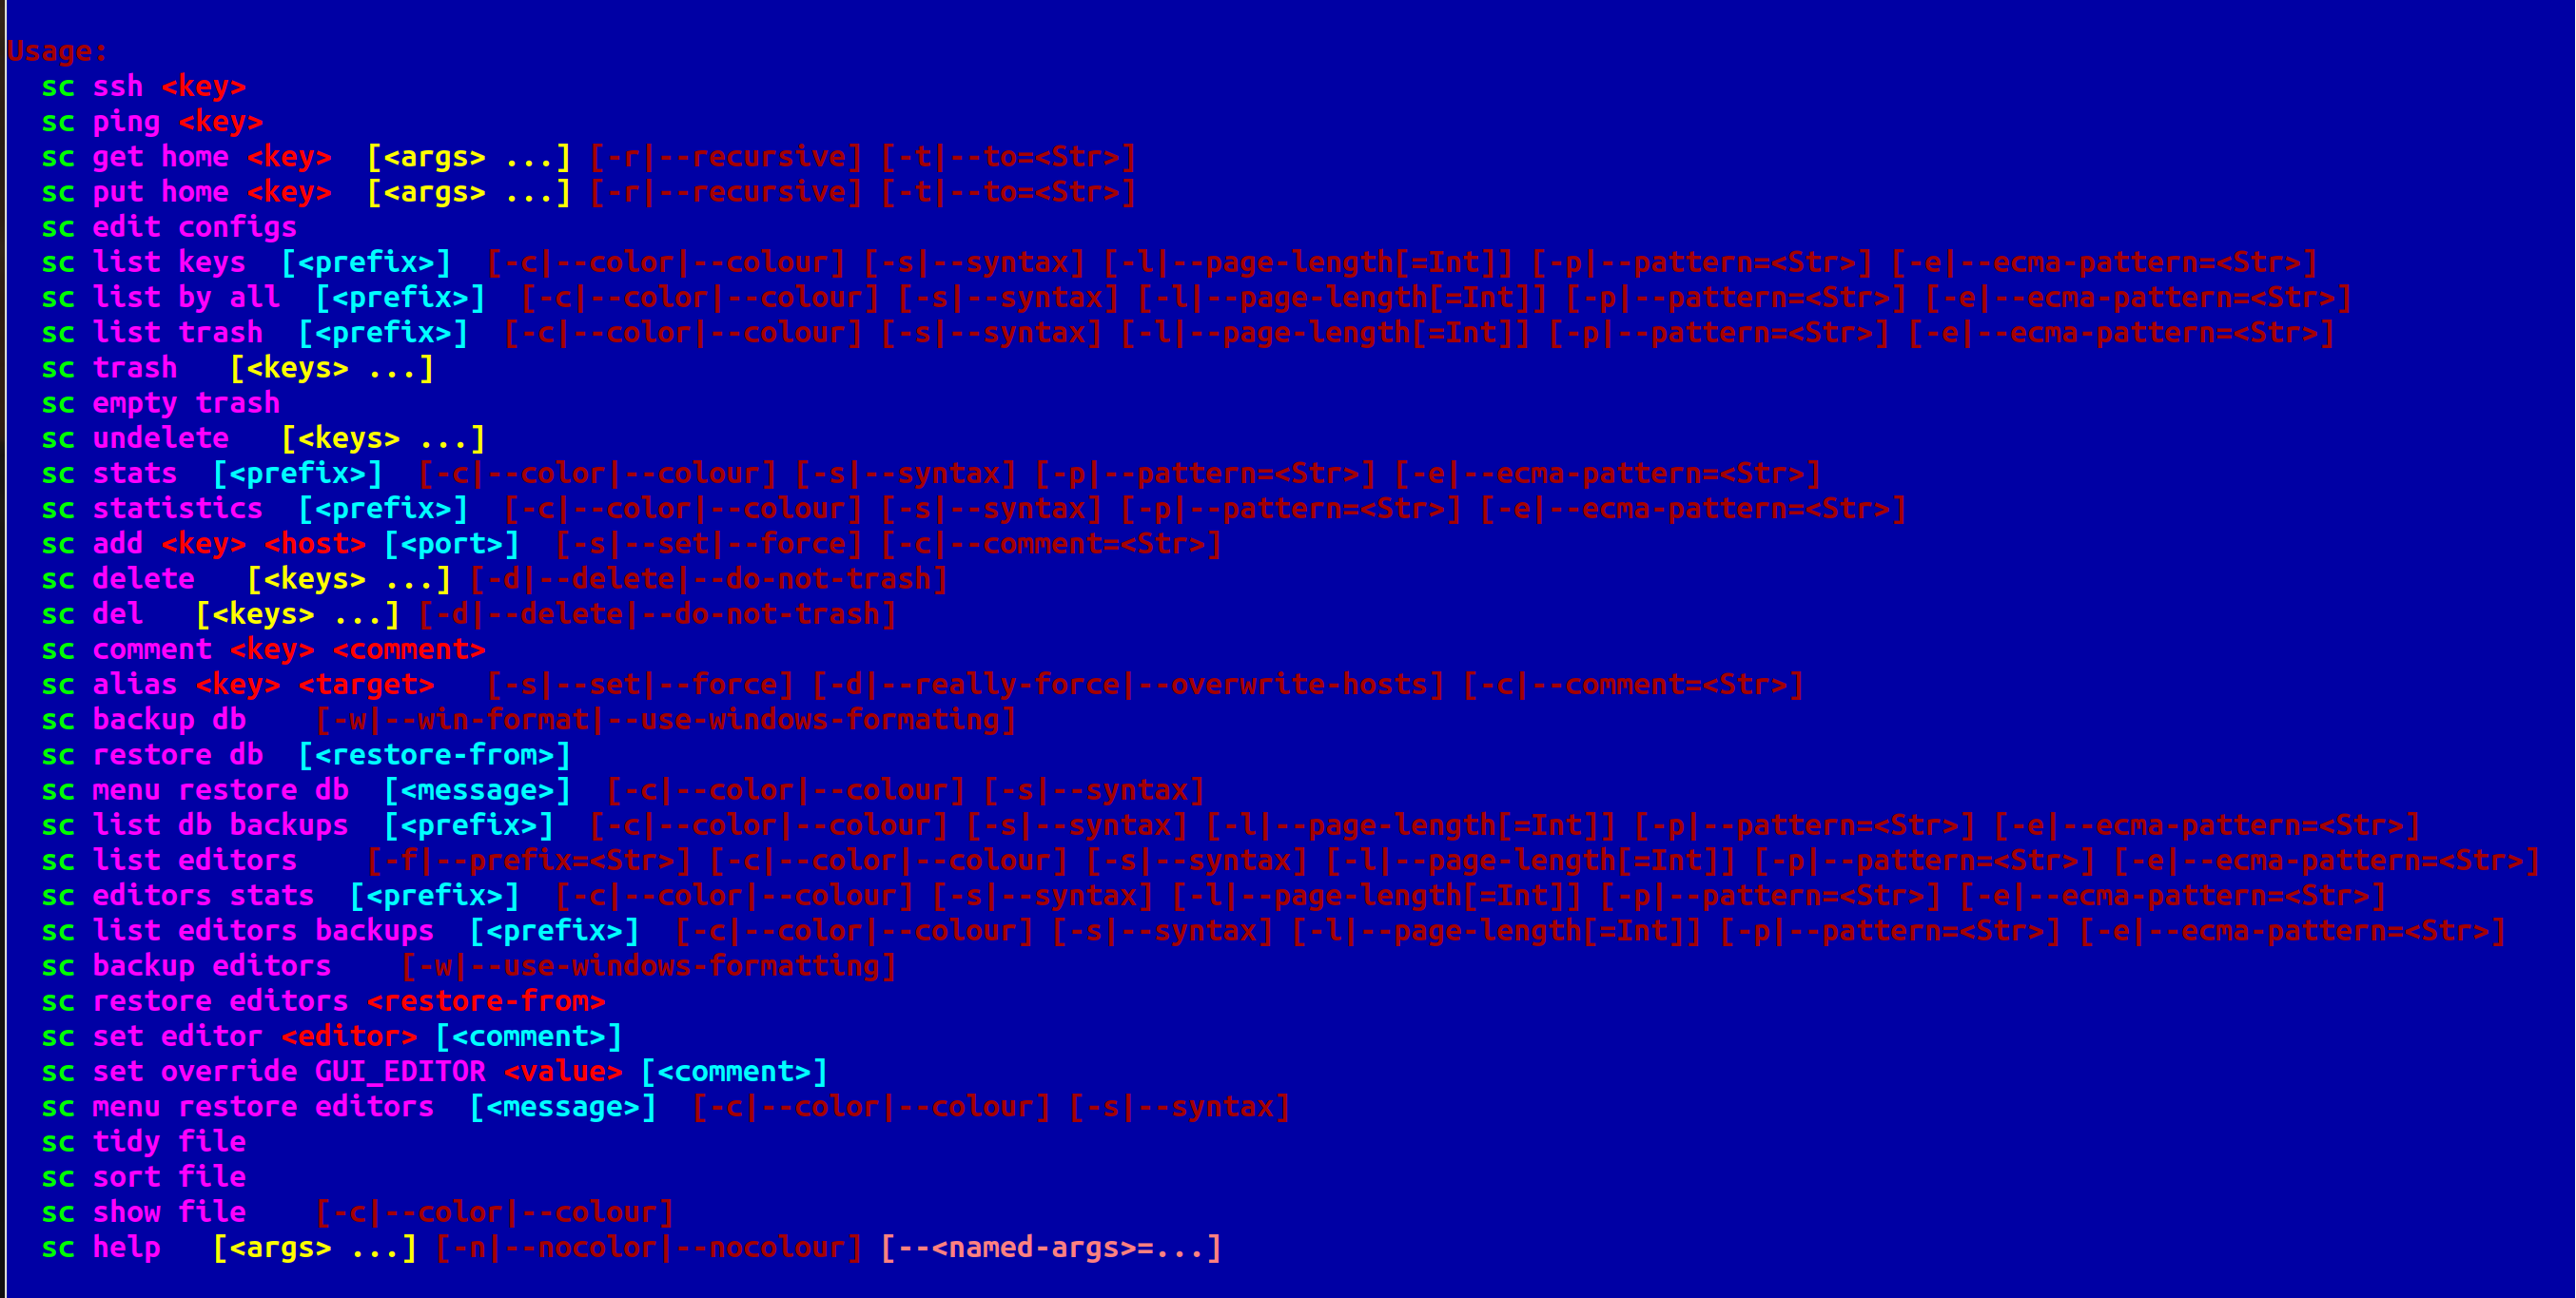 Usage:
  sc ssh <key>
  sc ping <key>
  sc get home <key>  [<args> ...] [-r|--recursive] [-t|--to=<Str>]
  sc put home <key>  [<args> ...] [-r|--recursive] [-t|--to=<Str>]
  sc edit configs
  sc list keys  [<prefix>]  [-c|--color|--colour] [-s|--syntax] [-l|--page-length[=Int]] [-p|--pattern=<Str>] [-e|--ecma-pattern=<Str>]
  sc list by all  [<prefix>]  [-c|--color|--colour] [-s|--syntax] [-l|--page-length[=Int]] [-p|--pattern=<Str>] [-e|--ecma-pattern=<Str>]
  sc list trash  [<prefix>]  [-c|--color|--colour] [-s|--syntax] [-l|--page-length[=Int]] [-p|--pattern=<Str>] [-e|--ecma-pattern=<Str>]
  sc trash   [<keys> ...]
  sc empty trash
  sc undelete   [<keys> ...]
  sc stats  [<prefix>]  [-c|--color|--colour] [-s|--syntax] [-p|--pattern=<Str>] [-e|--ecma-pattern=<Str>]
  sc statistics  [<prefix>]  [-c|--color|--colour] [-s|--syntax] [-p|--pattern=<Str>] [-e|--ecma-pattern=<Str>]
  sc add <key> <host> [<port>]  [-s|--set|--force] [-c|--comment=<Str>]
  sc delete   [<keys> ...] [-d|--delete|--do-not-trash]
  sc del   [<keys> ...] [-d|--delete|--do-not-trash]
  sc comment <key> <comment>
  sc alias <key> <target>   [-s|--set|--force] [-d|--really-force|--overwrite-hosts] [-c|--comment=<Str>]
  sc backup db    [-w|--win-format|--use-windows-formating]
  sc restore db  [<restore-from>]
  sc menu restore db  [<message>]  [-c|--color|--colour] [-s|--syntax]
  sc list db backups  [<prefix>]  [-c|--color|--colour] [-s|--syntax] [-l|--page-length[=Int]] [-p|--pattern=<Str>] [-e|--ecma-pattern=<Str>]
  sc list editors    [-f|--prefix=<Str>] [-c|--color|--colour] [-s|--syntax] [-l|--page-length[=Int]] [-p|--pattern=<Str>] [-e|--ecma-pattern=<Str>]
  sc editors stats  [<prefix>]  [-c|--color|--colour] [-s|--syntax] [-l|--page-length[=Int]] [-p|--pattern=<Str>] [-e|--ecma-pattern=<Str>]
  sc list editors backups  [<prefix>]  [-c|--color|--colour] [-s|--syntax] [-l|--page-length[=Int]] [-p|--pattern=<Str>] [-e|--ecma-pattern=<Str>]
  sc backup editors    [-w|--use-windows-formatting]
  sc restore editors <restore-from>
  sc set editor <editor> [<comment>]
  sc set override GUI_EDITOR <value> [<comment>]
  sc menu restore editors  [<message>]  [-c|--color|--colour] [-s|--syntax]
  sc tidy file
  sc sort file
  sc show file    [-c|--color|--colour]
  sc help   [<args> ...] [-n|--nocolor|--nocolour] [--<named-args>=...]